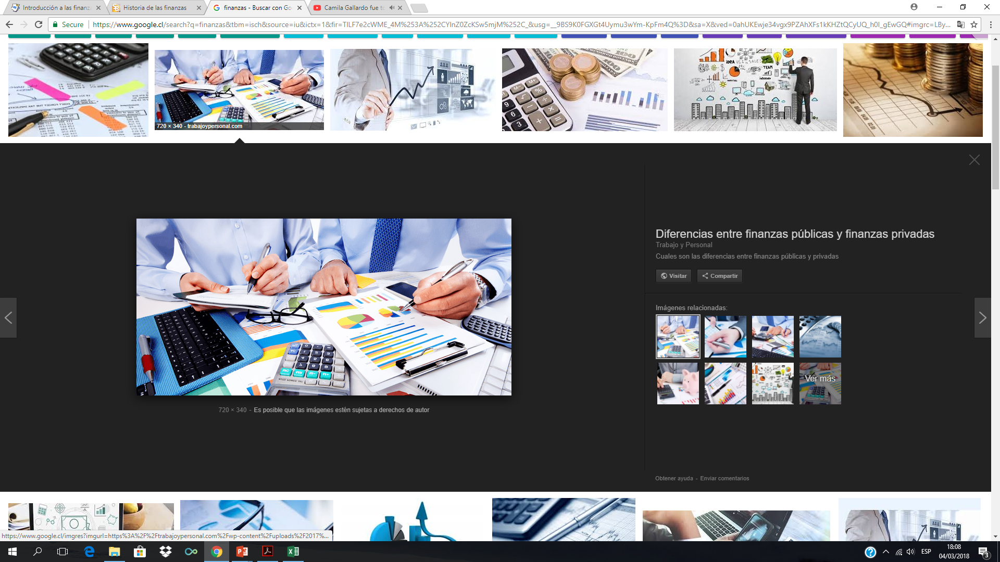 Introducción a las finanz
Historia de las finanzas
finanzas - Buscar con Go
Camila Gallardo fue to
Secure
https://www.google.cl/search?q=finanzas&tbm=isch&source=iu&ictx=1&fir=TILF7e2cWME_4M%253A%252CYlnZ0ZcKSw5mjM%252C_&usg=__9BS9K0FGXGt4Uymu3wYm-KpFm4Q%3D&sa=X&ved=0ahUKEwje34vgx9PZAhXFs1kKHZtQCyUQ_h0I_gEwGQ#imgrc=LBy...
IDEA
TEAM
720 × 340 - trabajoypersonal.com
Diferencias entre finanzas públicas y finanzas privadas
Trabajo y Personal
Cuales son las diferencias entre finanzas públicas y privadas
Visitar
Compartir
Imágenes relacionadas:
Ver más
720 × 340 - Es posible que las imágenes estén sujetas a derechos de autor
Obtener ayuda - Enviar comentarios
https://www.google.cl/imgres?imgurl=https%3A%2F%2Ftrabajoypersonal.com%2Fwp-content%2Fuploads%2F2017%...
ESP
18:08
04/03/2018
3